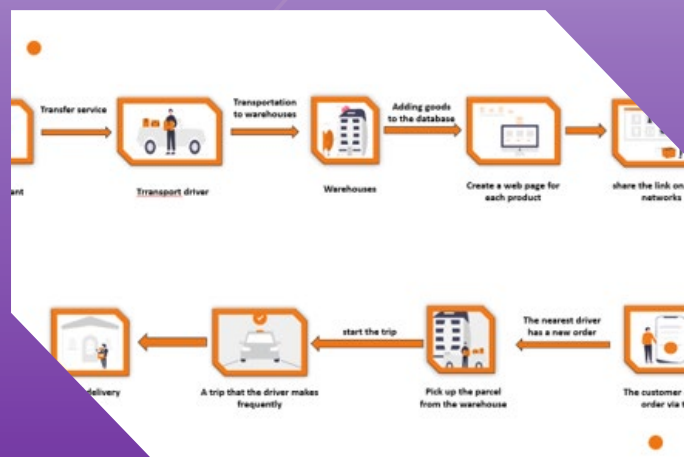 Transfer service
Transportation
to warehouses
Adding goods
to the database
Trransport driver
Warehouses
Create a web page for
each product
share the link on
networks
start the trip
The nearest driver
has a new order
delivery
A trip that the driver makes
frequently
Pick up the parcel
from the warehouse
The customer
order via